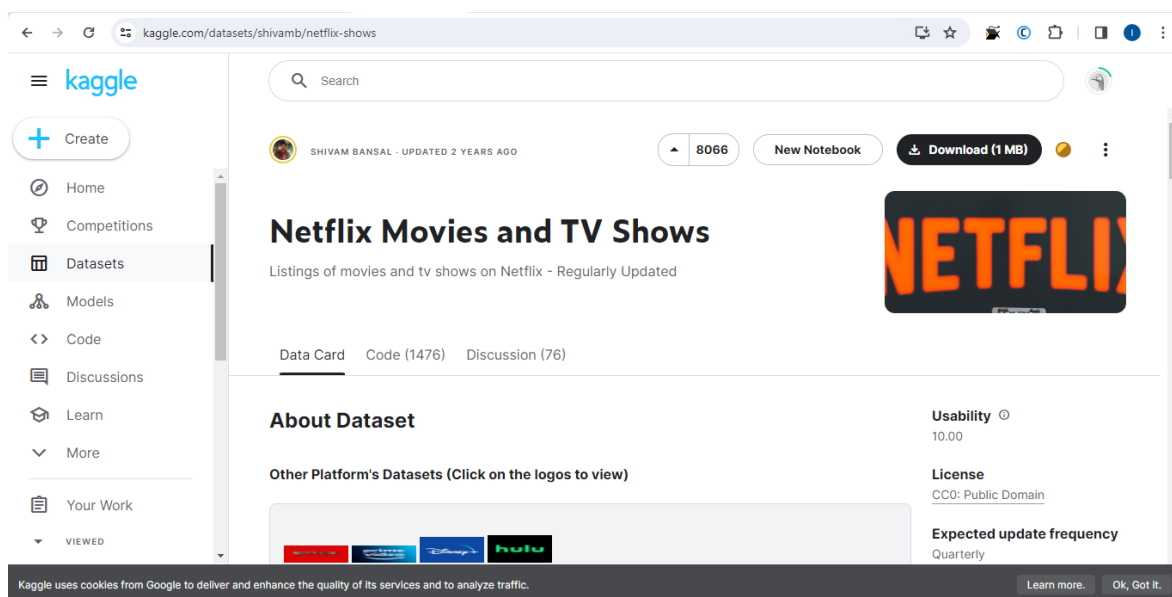 kaggle.com/datasets/shivamb/netflix-shows
I
kaggle
Search
Create
SHIVAM BANSAL · UPDATED 2 YEARS AGO
8066
New Notebook
Download (1 MB)
Home
Competitions
Datasets
Models
Code
Discussions
Learn
More
Your Work
VIEWED
Netflix Movies and TV Shows
Listings of movies and tv shows on Netflix - Regularly Updated
NETFLIX
Data Card Code (1476) Discussion (76)
About Dataset
Other Platform's Datasets (Click on the logos to view)
prime video Disney+ hulu
Usability
10.00
License
CC0: Public Domain
Expected update frequency
Quarterly
Kaggle uses cookies from Google to deliver and enhance the quality of its services and to analyze traffic.
Learn more. Ok, Got it.